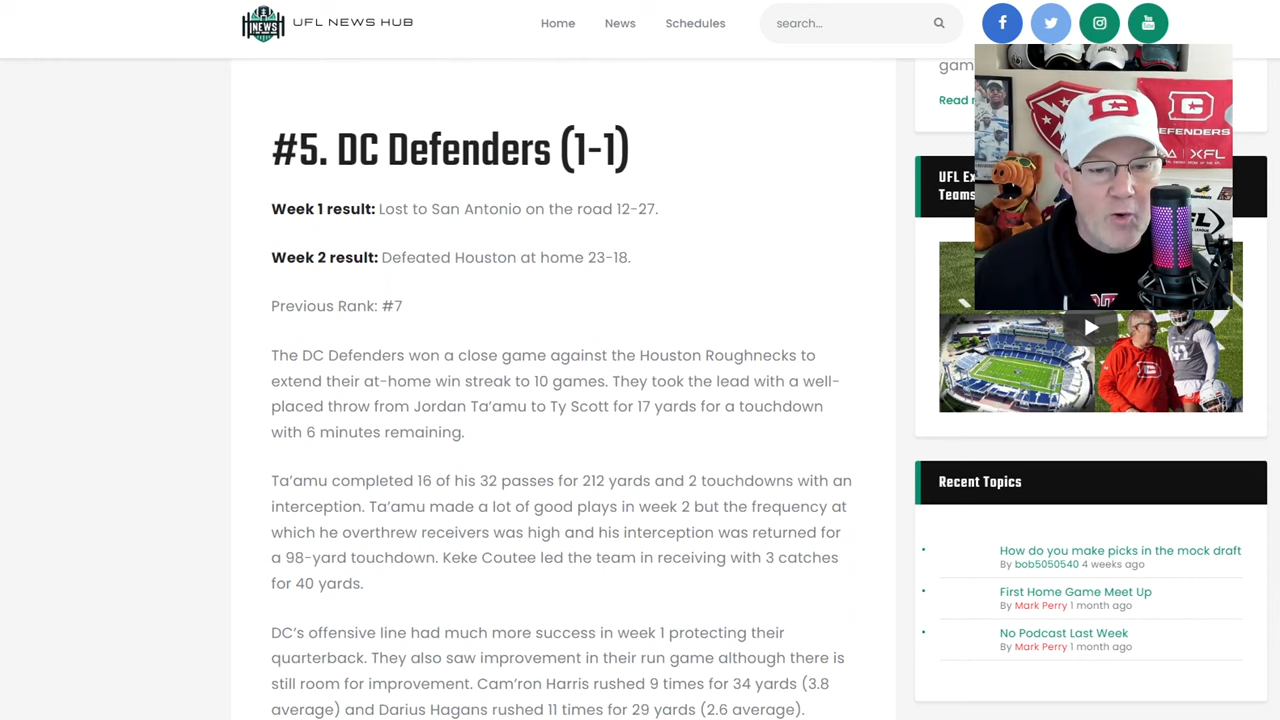 NEWS
UFL NEWS HUB
Home
News
Schedules
search...
gam
Read
#5. DC Defenders (1-1)
Week 1 result: Lost to San Antonio on the road 12-27.
Week 2 result: Defeated Houston at home 23-18.
Previous Rank: #7
The DC Defenders won a close game against the Houston Roughnecks to
extend their at-home win streak to 10 games. They took the lead with a well-
placed throw from Jordan Ta'amu to Ty Scott for 17 yards for a touchdown
with 6 minutes remaining.
Ta'amu completed 16 of his 32 passes for 212 yards and 2 touchdowns with an
interception. Ta'amu made a lot of good plays in week 2 but the frequency at
which he overthrew receivers was high and his interception was returned for
a 98-yard touchdown. Keke Coutee led the team in receiving with 3 catches
for 40 yards.
DC's offensive line had much more success in week 1 protecting their
quarterback. They also saw improvement in their run game although there is
still room for improvement. Cam'ron Harris rushed 9 times for 34 yards (3.8
average) and Darius Hagans rushed 11 times for 29 yards (2.6 average).
UFL Ex
Teams
DEFENDERS
XFL
Recent Topics
How do you make picks in the mock draft
By bob5050540 4 weeks ago
First Home Game Meet Up
By Mark Perry 1 month ago
No Podcast Last Week
By Mark Perry 1 month ago